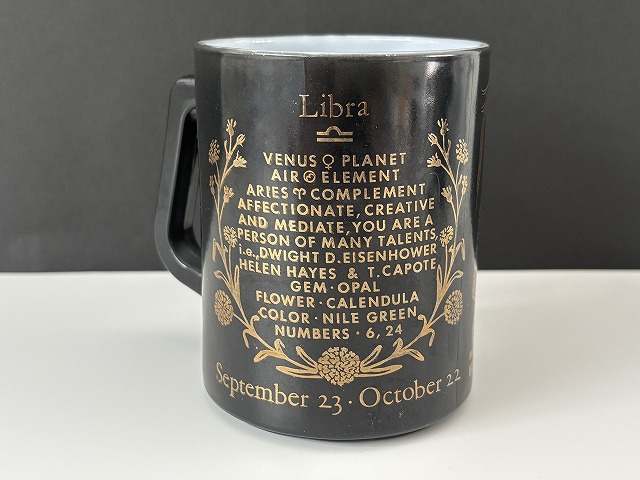 Libra
♎
VENUS ♀ PLANET
AIR ELEMENT
ARIES ♈ COMPLEMENT
AFFECTIONATE, CREATIVE
AND MEDIATE, YOU ARE A
PERSON OF MANY TALENTS,
i.e., DWIGHT D. EISENHOWER
HELEN HAYES & T. CAPOTE
GEM · OPAL
FLOWER · CALENDULA
COLOR · NILE GREEN
NUMBERS · 6, 24
September 23 · October 22